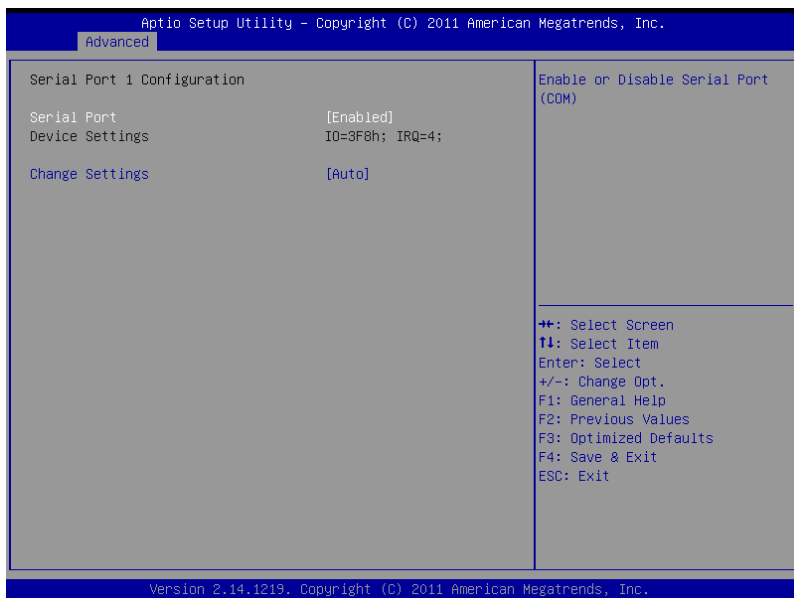 Aptio Setup Utility – Copyright (C) 2011 American Megatrends, Inc.
Advanced
Serial Port 1 Configuration
Serial Port [Enabled]
Device Settings IO=3F8h; IRQ=4;
Change Settings [Auto]
Enable or Disable Serial Port
(COM)
→←: Select Screen
↑↓: Select Item
Enter: Select
+/-: Change Opt.
F1: General Help
F2: Previous Values
F3: Optimized Defaults
F4: Save & Exit
ESC: Exit
Version 2.14.1219. Copyright (C) 2011 American Megatrends, Inc.